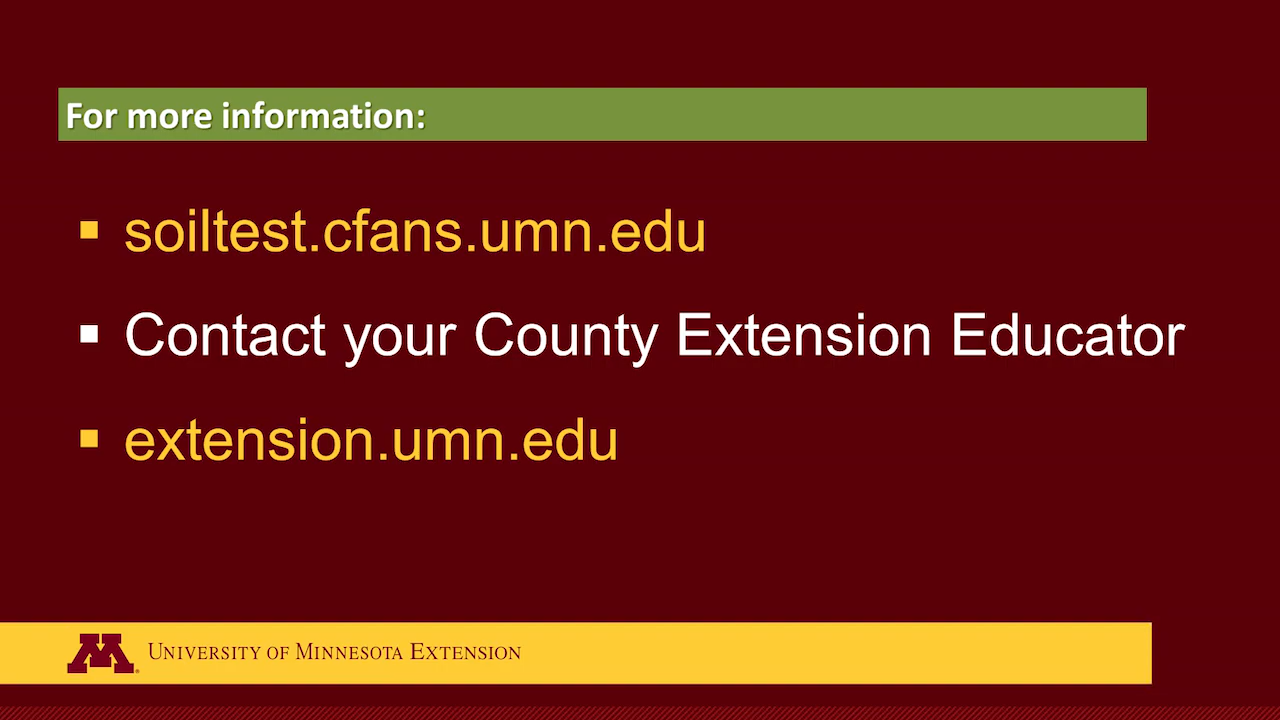 For more information:
soiltest.cfans.umn.edu
Contact your County Extension Educator
extension.umn.edu
M University of Minnesota Extension